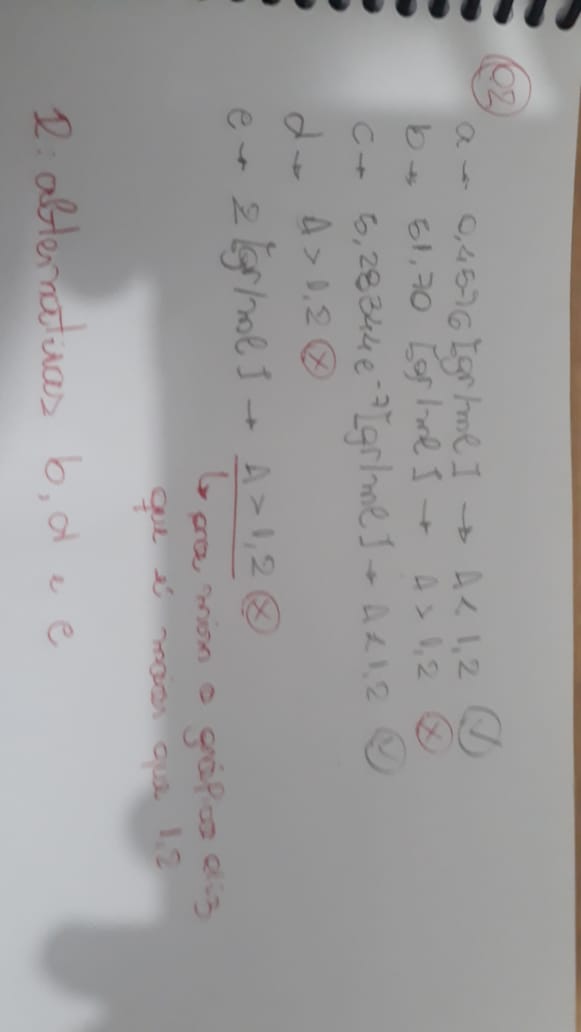 02
a → 0,4576 [gr/ml] → A < 1,2 ✓
b → 51,70 [gr/ml] → A > 1,2 ✗
c → 5,28344e⁻⁷ [gr/ml] → A < 1,2 ✓
d → A > 1,2 ✗
e → 2 [gr/ml] → A > 1,2 ✗
↳ pra mim o gráfico diz
que é maior que 1,2
R: alternativas b, d e e